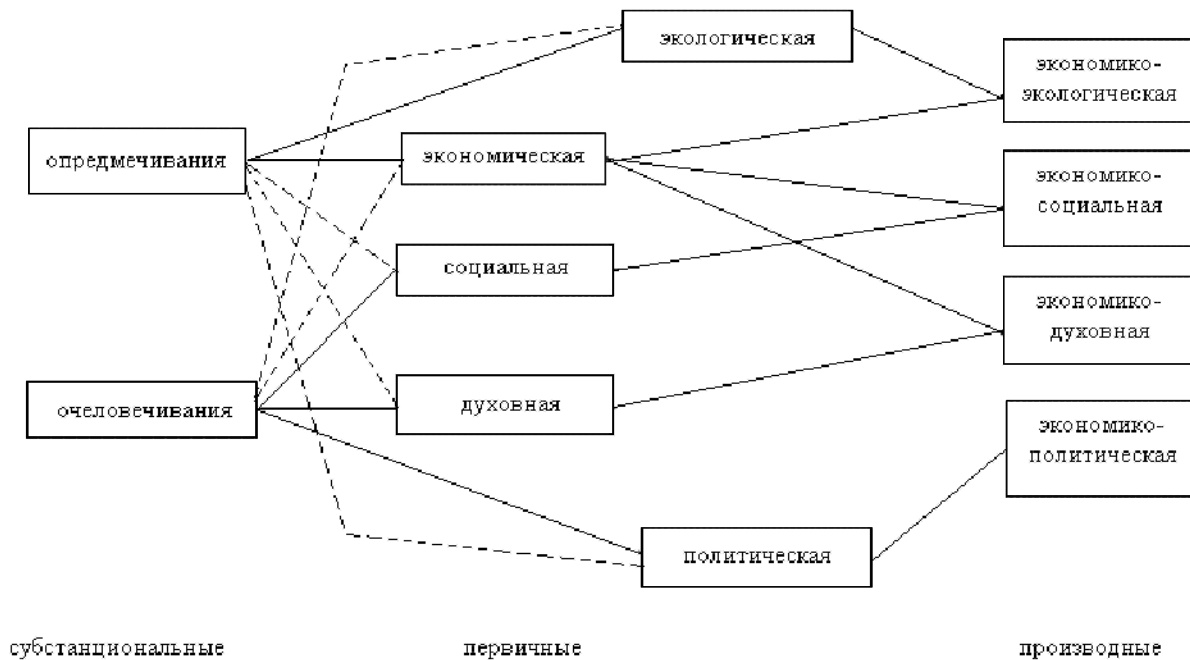 экологическая
экономико-
экологическая
опредмечивания
экономическая
экономико-
социальная
социальная
экономико-
духовная
очеловечивания
духовная
экономико-
политическая
политическая
субстанциональные
первичные
производные